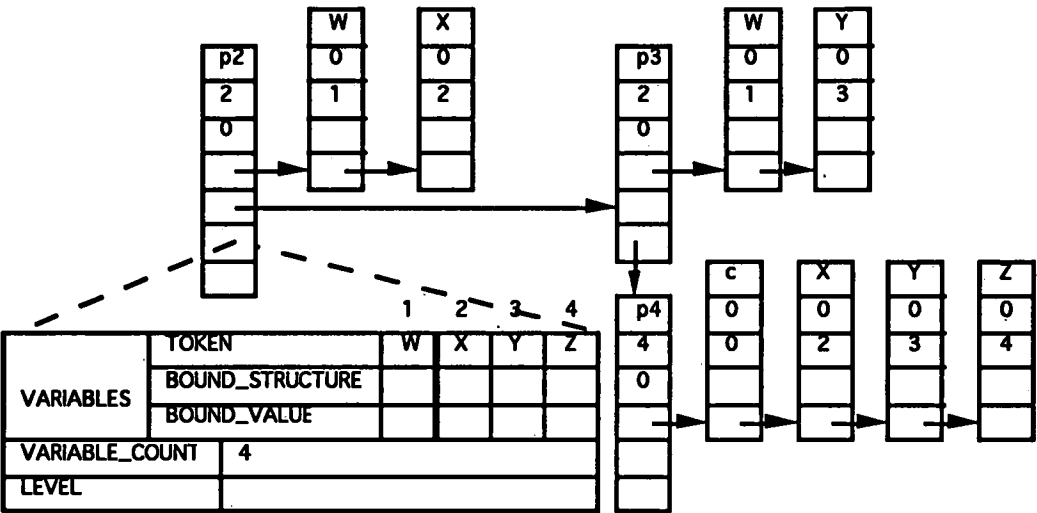 W X W Y
p2 0 0 p3 0 0
2 1 2 2 1 3
0 0
c X Y Z
1 2 3 4 p4 0 0 0 0
TOKEN W X Y Z 4 0 2 3 4
BOUND_STRUCTURE 0
VARIABLES
BOUND_VALUE
VARIABLE_COUNT 4
LEVEL